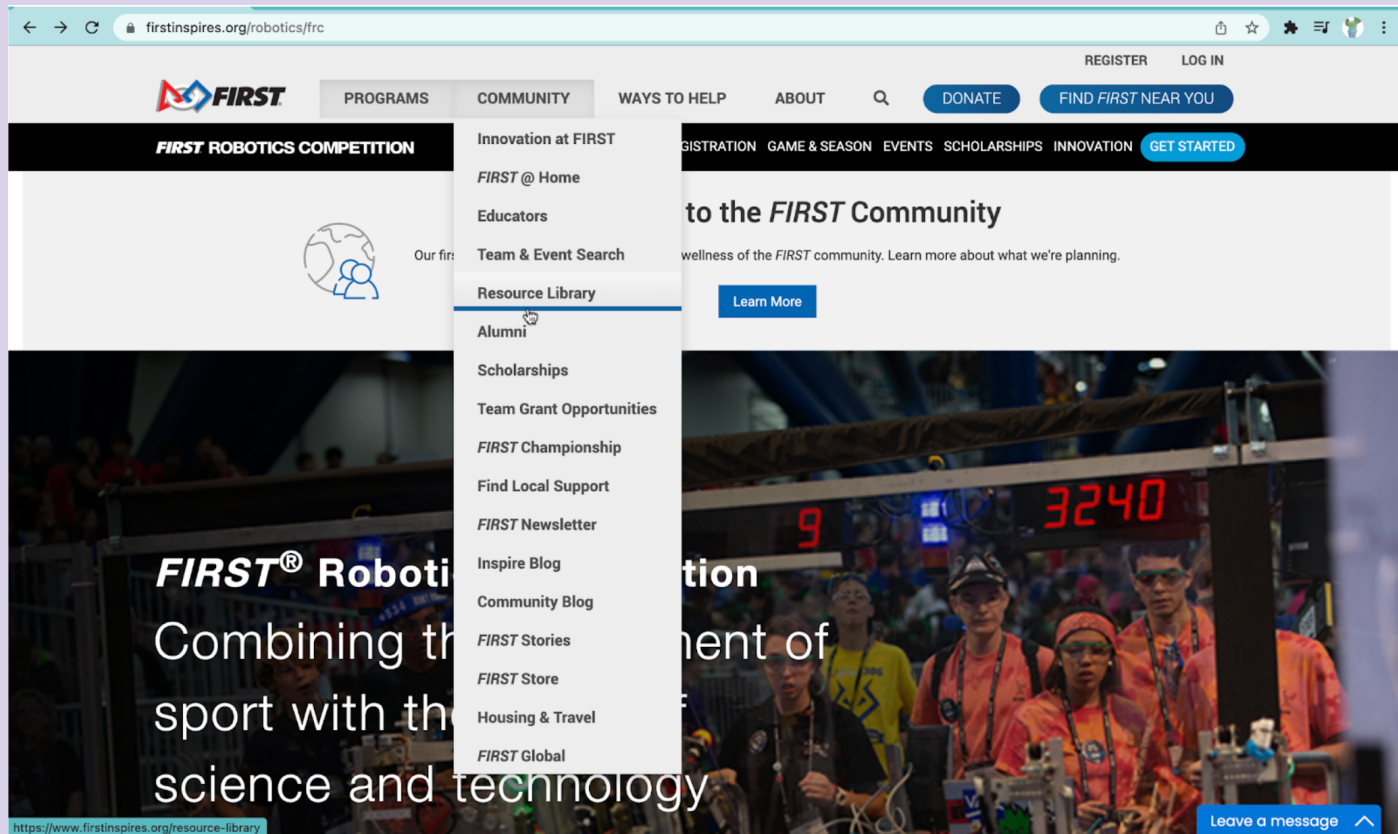 firstinspires.org/robotics/frc
REGISTER LOG IN
FIRST PROGRAMS COMMUNITY WAYS TO HELP ABOUT DONATE FIND FIRST NEAR YOU
FIRST ROBOTICS COMPETITION GISTRATION GAME & SEASON EVENTS SCHOLARSHIPS INNOVATION GET STARTED
Innovation at FIRST
FIRST @ Home
Educators
Team & Event Search
Resource Library
Alumni
Scholarships
Team Grant Opportunities
FIRST Championship
Find Local Support
FIRST Newsletter
Inspire Blog
Community Blog
FIRST Stories
FIRST Store
Housing & Travel
FIRST Global
to the FIRST Community
Our firs wellness of the FIRST community. Learn more about what we're planning.
Learn More
9 3240
FIRST® Roboti tion
Combining th ent of
sport with th
science and technology
https://www.firstinspires.org/resource-library
Leave a message